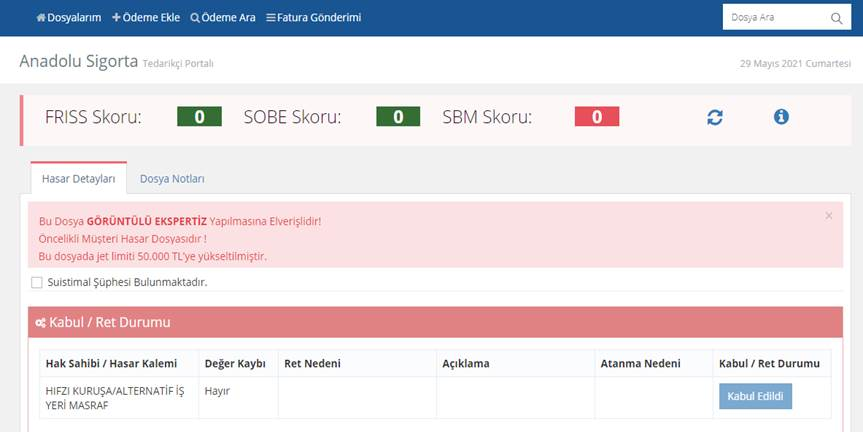 Dosyalarım Ödeme Ekle Ödeme Ara Fatura Gönderimi Dosya Ara
Anadolu Sigorta Tedarikçi Portalı 29 Mayıs 2021 Cumartesi
FRISS Skoru: 0 SOBE Skoru: 0 SBM Skoru: 0
Hasar Detayları Dosya Notları
Bu Dosya GÖRÜNTÜLÜ EKSPERTİZ Yapılmasına Elverişlidir! ×
Öncelikli Müşteri Hasar Dosyasıdır !
Bu dosyada jet limiti 50.000 TL'ye yükseltilmiştir.
Suistimal Şüphesi Bulunmaktadır.
Kabul / Ret Durumu
Hak Sahibi / Hasar Kalemi Değer Kaybı Ret Nedeni Açıklama Atanma Nedeni Kabul / Ret Durumu
HIFZI KURUŞA/ALTERNATİF İŞ Hayır Kabul Edildi
YERİ MASRAF